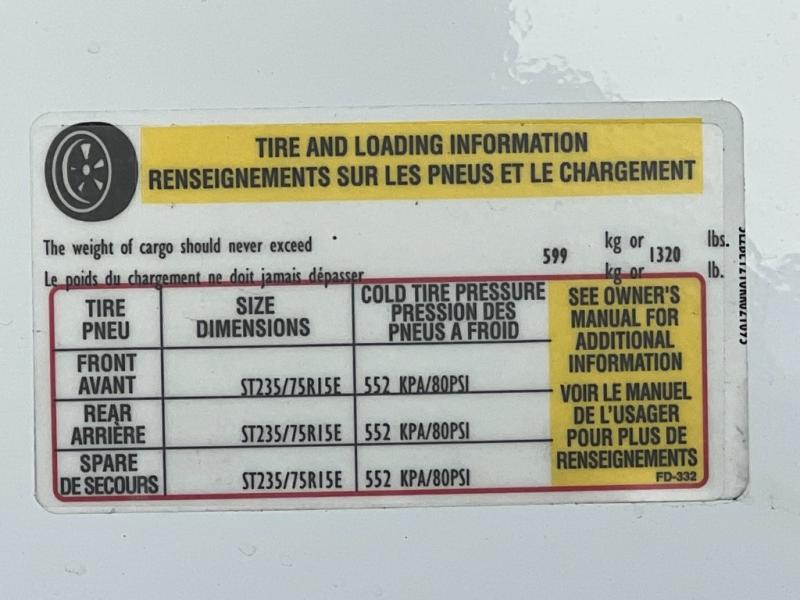 TIRE AND LOADING INFORMATION
RENSEIGNEMENTS SUR LES PNEUS ET LE CHARGEMENT
The weight of cargo should never exceed 599 kg or 1320 lbs.
Le poids du chargement ne doit jamais dépasser kg or lb.
TIRE
PNEU
SIZE
DIMENSIONS
COLD TIRE PRESSURE
PRESSION DES
PNEUS A FROID
FRONT
AVANT
ST235/75R15E
552 KPA/80PSI
REAR
ARRIÈRE
ST235/75R15E
552 KPA/80PSI
SPARE
DE SECOURS
ST235/75R15E
552 KPA/80PSI
SEE OWNER'S
MANUAL FOR
ADDITIONAL
INFORMATION
VOIR LE MANUEL
DE L'USAGER
POUR PLUS DE
RENSEIGNEMENTS
FD-332